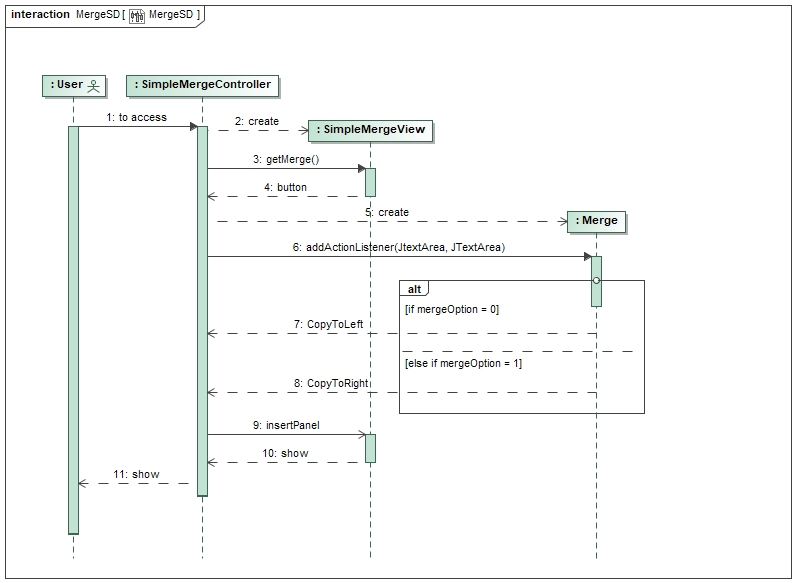 interaction MergeSD [ MergeSD ]
: User
: SimpleMergeController
1: to access
2: create
: SimpleMergeView
3: getMerge()
4: button
5: create
: Merge
6: addActionListener(JtextArea, JTextArea)
alt
[if mergeOption = 0]
7: CopyToLeft
[else if mergeOption = 1]
8: CopyToRight
9: insertPanel
10: show
11: show